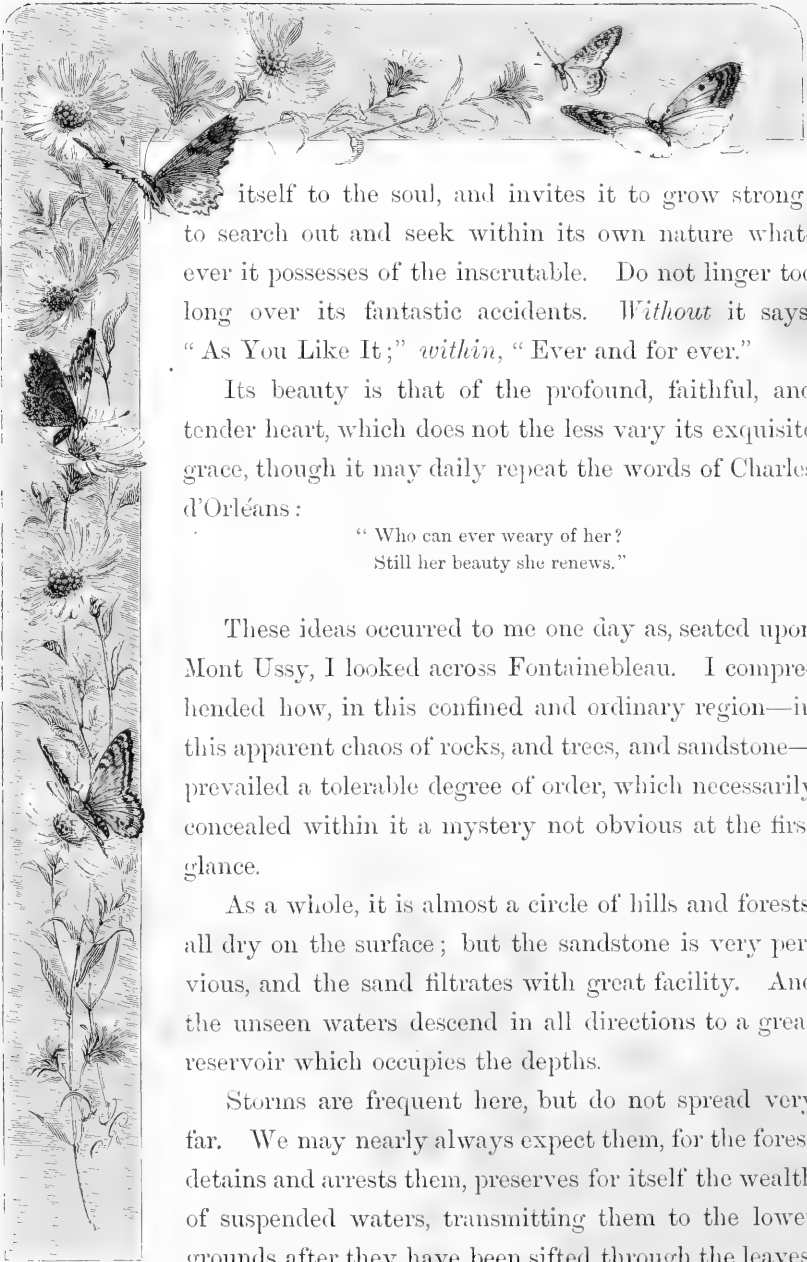 itself to the soul, and invites it to grow strong
to search out and seek within its own nature what-
ever it possesses of the inscrutable. Do not linger too
long over its fantastic accidents. Without it says
“ As You Like It ;” within, “ Ever and for ever.”
Its beauty is that of the profound, faithful, and
tender heart, which does not the less vary its exquisite
grace, though it may daily repeat the words of Charles
d’Orléans :
“ Who can ever weary of her ?
Still her beauty she renews.”
These ideas occurred to me one day as, seated upon
Mont Ussy, I looked across Fontainebleau. I compre-
hended how, in this confined and ordinary region—in
this apparent chaos of rocks, and trees, and sandstone—
prevailed a tolerable degree of order, which necessarily
concealed within it a mystery not obvious at the first
glance.
As a whole, it is almost a circle of hills and forests
all dry on the surface ; but the sandstone is very per-
vious, and the sand filtrates with great facility. And
the unseen waters descend in all directions to a great
reservoir which occupies the depths.
Storms are frequent here, but do not spread very
far. We may nearly always expect them, for the forest
detains and arrests them, preserves for itself the wealth
of suspended waters, transmitting them to the lower
grounds after they have been sifted through the leaves